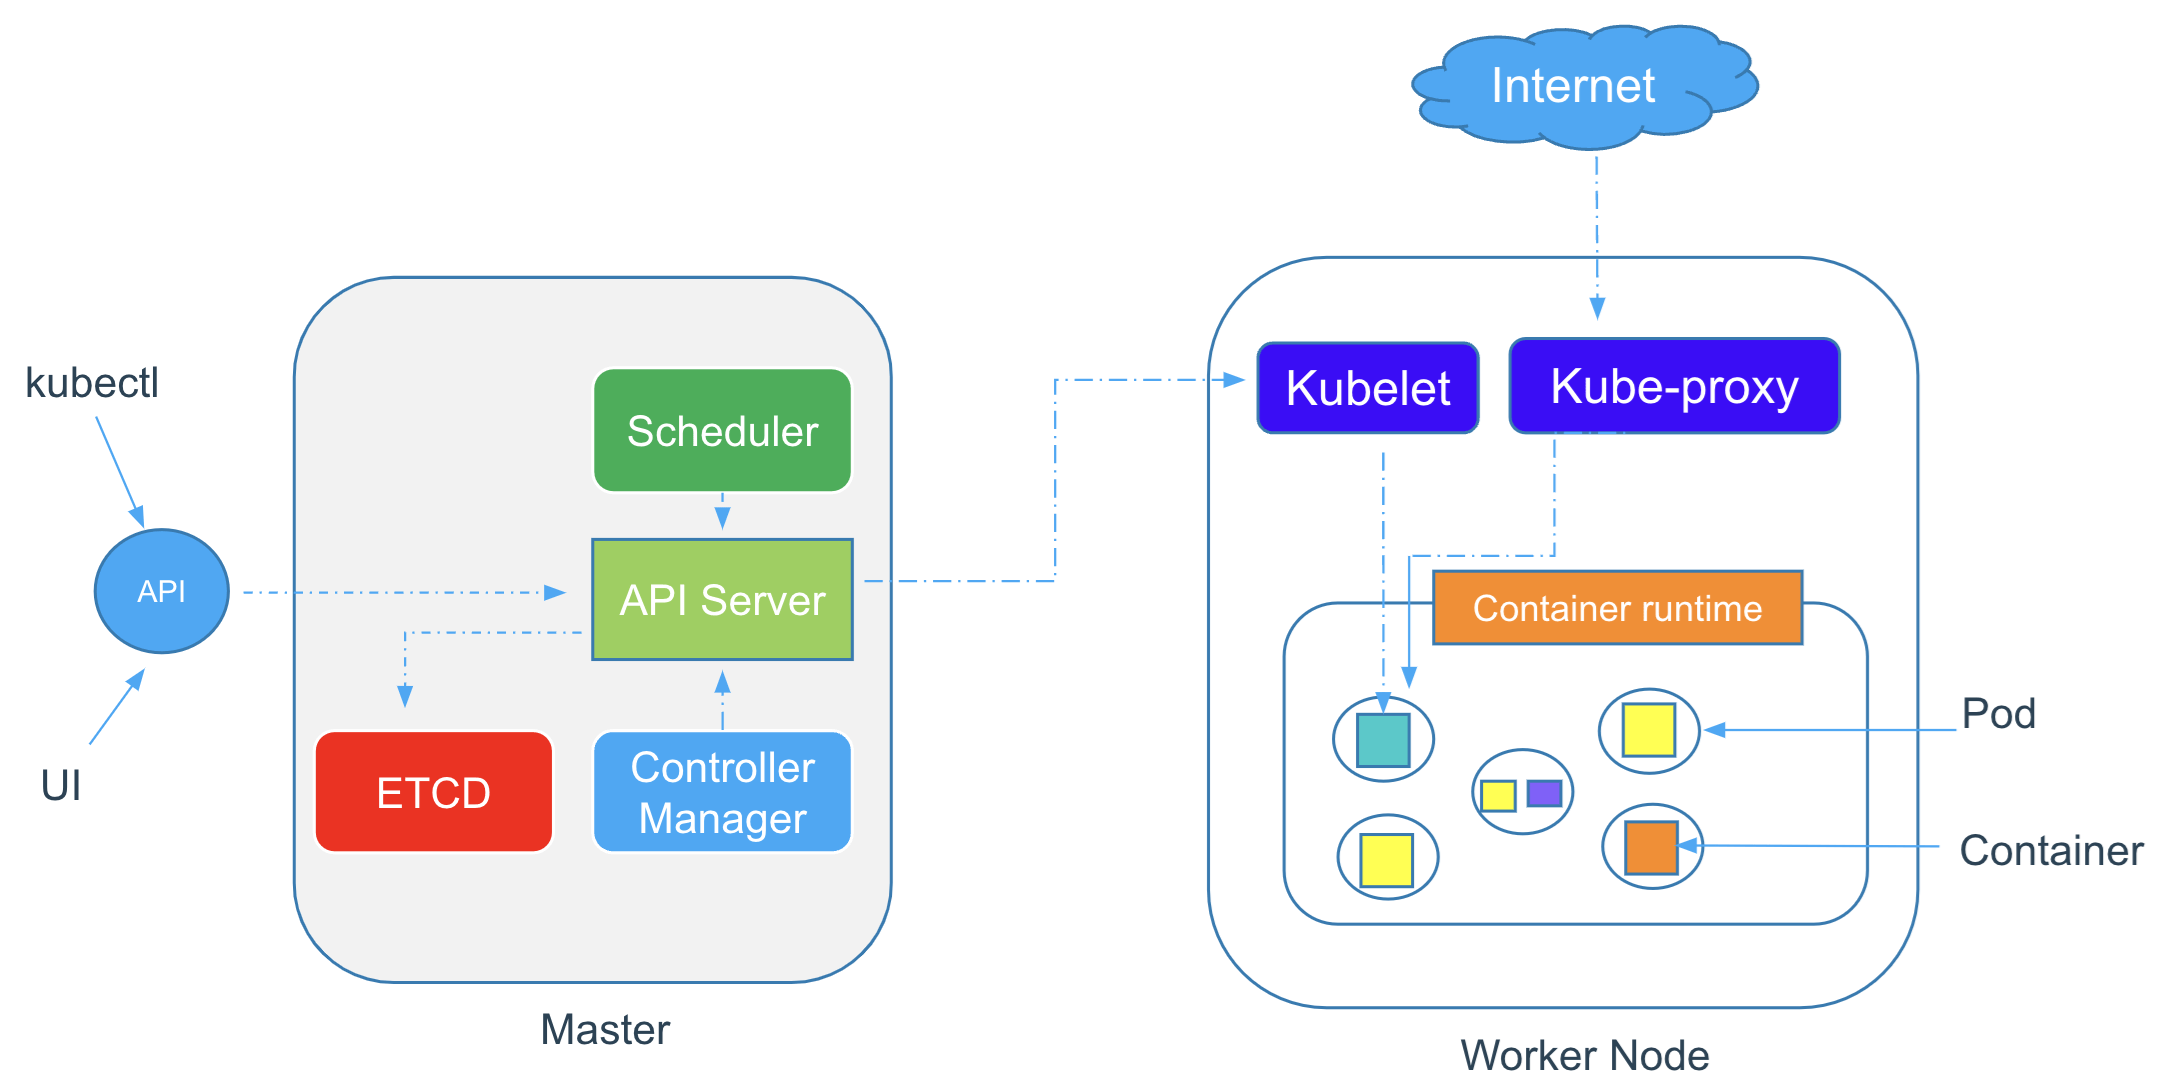 Internet
kubectl
Scheduler
Kubelet
Kube-proxy
API
API Server
Container runtime
UI
ETCD
Controller
Manager
Pod
Container
Master
Worker Node